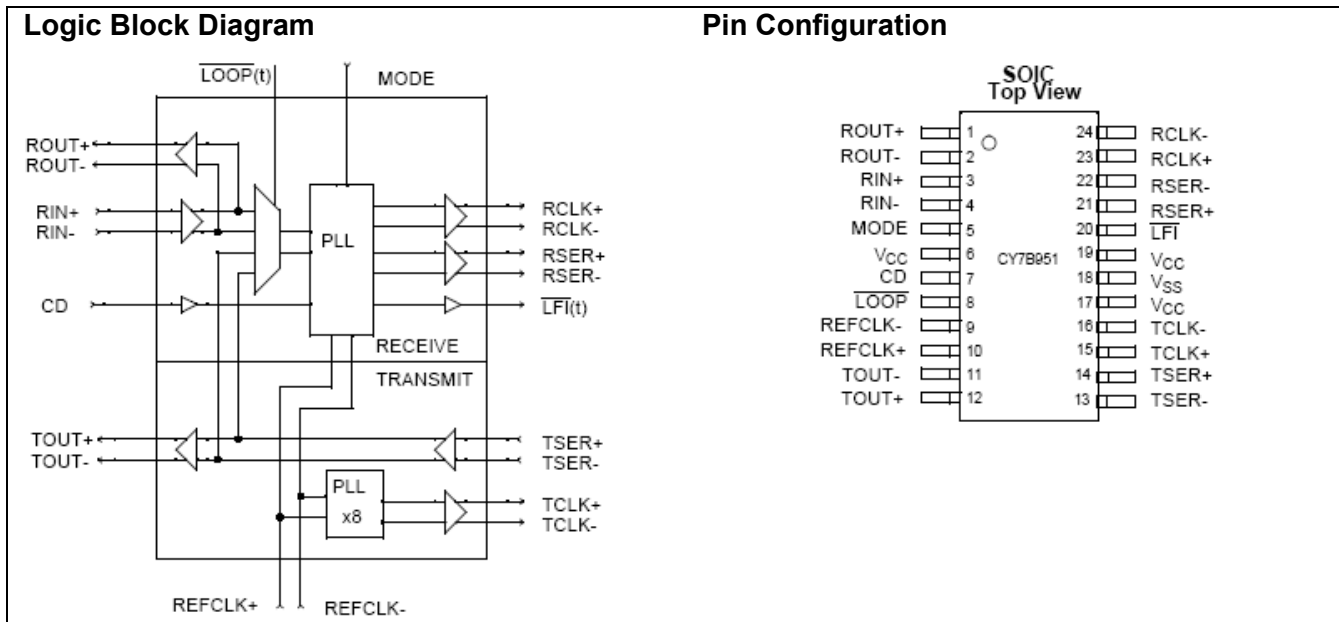 Logic Block Diagram
LOOP(t)
MODE
ROUT+
ROUT-
RIN+
RIN-
CD
PLL
RCLK+
RCLK-
RSER+
RSER-
LFI(t)
RECEIVE
TRANSMIT
TOUT+
TOUT-
TSER+
TSER-
PLL
x8
TCLK+
TCLK-
REFCLK+
REFCLK-
Pin Configuration
SOIC
Top View
ROUT+ 1
ROUT- 2
RIN+ 3
RIN- 4
MODE 5
VCC 6
CD 7
LOOP 8
REFCLK- 9
REFCLK+ 10
TOUT- 11
TOUT+ 12
CY7B951
24 RCLK-
23 RCLK+
22 RSER-
21 RSER+
20 LFI
19 VCC
18 VSS
17 VCC
16 TCLK-
15 TCLK+
14 TSER+
13 TSER-